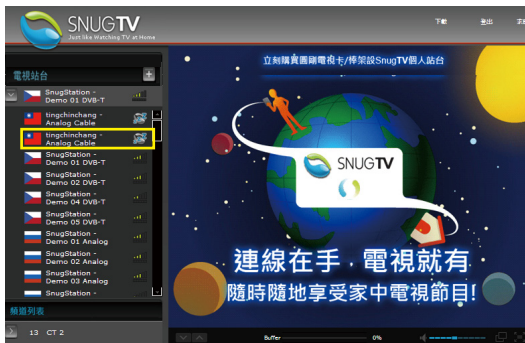 SNUGTV
Just like Watching TV at Home
下載
登出
立刻購買圓剛電視卡/棒架設SnugTV個人站台
電視站台
+
SnugStation -
Demo 01 DVB-T
tingchinchang -
Analog Cable
tingchinchang -
Analog Cable
SnugStation -
Demo 01 DVB-T
SnugStation -
Demo 02 DVB-T
SnugStation -
Demo 04 DVB-T
SnugStation -
Demo 05 DVB-T
SnugStation -
Demo 01 Analog
SnugStation -
Demo 02 Analog
SnugStation -
Demo 03 Analog
SnugStation -
SNUGTV
連線在手,電視就有
隨時隨地享受家中電視節目!
頻道列表
13 CT 2
Buffer
0%